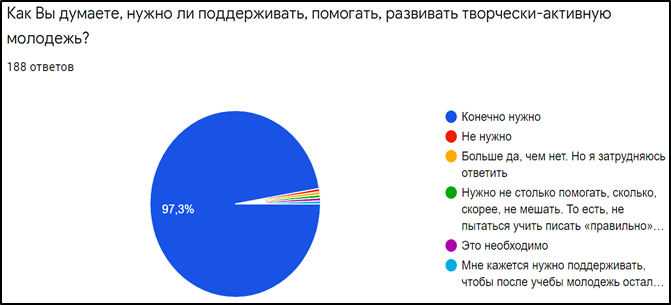 Как Вы думаете, нужно ли поддерживать, помогать, развивать творчески-активную
молодежь?
188 ответов
97,3%
Конечно нужно
Не нужно
Больше да, чем нет. Но я затрудняюсь
ответить
Нужно не столько помогать, сколько,
скорее, не мешать. То есть, не
пытаться учить писать «правильно»...
Это необходимо
Мне кажется нужно поддерживать,
чтобы после учебы молодежь остал...